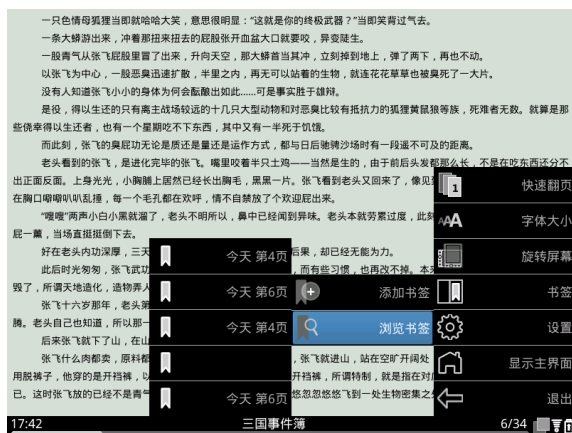 一只色情母狐狸当即就哈哈大笑，意思很明显：“这就是你的终极武器？”当即笑背过气去。
一条大蟒游出来，冲着那扭来扭去的屁股张开血盆大口就要咬，异变陡生。
一股青气从张飞屁股里冒了出来，升向天空，那大蟒首当其冲，立刻掉到地上，弹了两下，再也不动。
以张飞为中心，一股恶臭迅速扩散，半里之内，再无可以站着的生物，就连花花草草也被臭死了一大片。
没有人知道张飞小小的身体为何会酝酿出如此......可是事实胜于雄辩。
是役，得以生还的只有离主战场较远的十几只大型动物和对恶臭比较有抵抗力的狐狸黄鼠狼等族，死难者无数。就算是那
些侥幸得以生还者，也有一个星期吃不下东西，其中又有一半死于饥饿。
而此刻，张飞的臭屁功无论是质还是量还是运作方式，都与日后驰骋沙场时有一段遥不可及的距离。
老头看到的张飞，是进化完毕的张飞。嘴里咬着半只土鸡——当然是生的，由于前后头发都那么长，不是在吃东西还分不
出正面反面。上身光光，小胸脯上居然已经长出胸毛，黑黑一片。张飞看到老头又回来了，像见
在胸口唧唧叭叭乱捶，每一个毛孔都在欢呼，情不自禁放了个欢迎屁出来。
“嗖嗖”两声小白小黑就溜了，老头不明所以，鼻中已经闻到异味。老头本就劳累过度，此刻
屁一薰，当场直挺挺倒下去。
好在老头内功深厚，三天
后果，却已经无能为力。
此后时光匆匆，张飞武功
，而有些习惯，也再改不掉。本来
毁了，所谓天地造化，造物弄人
张飞十六岁那年，老头第
腾。老头自己也知道，所以那一
后来张飞就下了山，在山
张飞什么肉都卖，原料都
，张飞就进山，站在空旷开阔处
用脱裤子，他穿的是开裆裤，以
开裆裤，所谓特制，就是指在对
已。这时张飞放的已经不是青气
悠忽忽悠悠飞到一处生物密集之
今天 第4页
今天 第6页
今天 第4页
今天 第6页
添加书签
浏览书签
1
快速翻页
AAA
字体大小
旋转屏幕
书签
设置
显示主界面
退出
17:42
三国事件簿
6/34